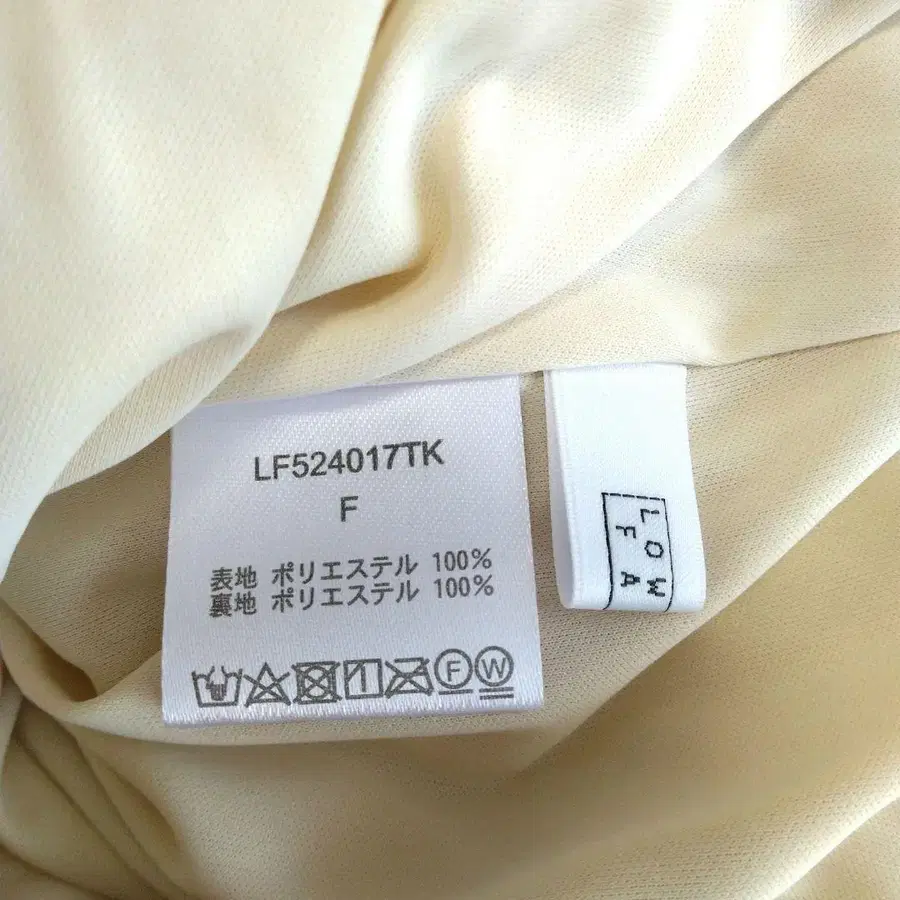 LF524017TK
F
表地 ポリエステル 100%
裏地 ポリエステル 100%
F W
LOW
FA